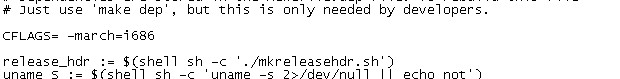 # Just use 'make dep', but this is only needed by developers.
CFLAGS= -march=i686
release_hdr := $(shell sh -c './mkreleasehdr.sh')
uname_S := $(shell sh -c 'uname -s 2>/dev/null || echo not')